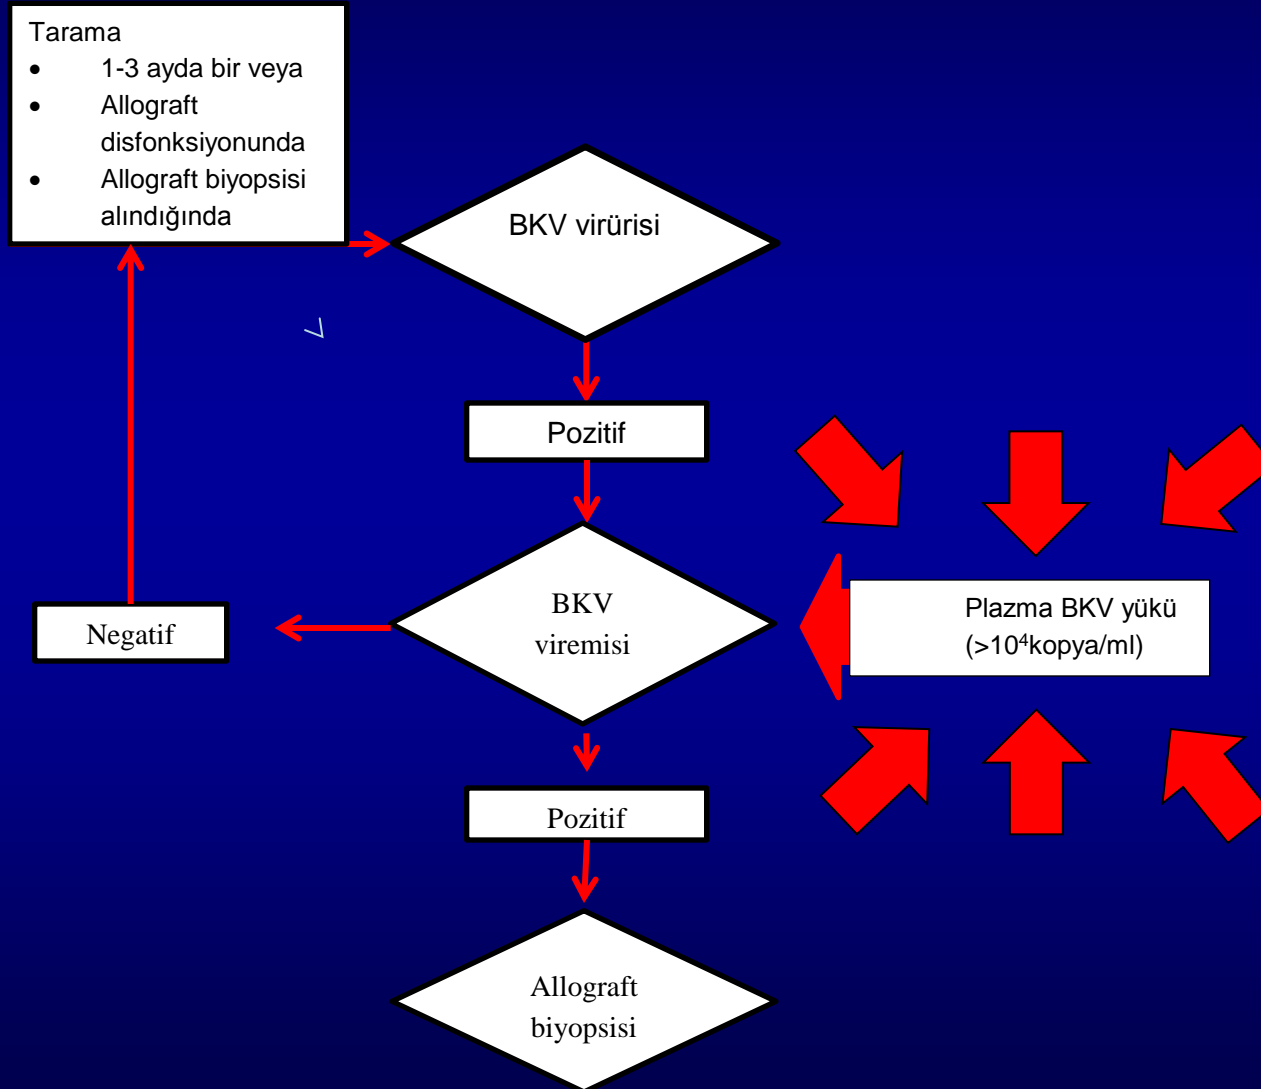 Tarama
• 1-3 ayda bir veya
• Allograft
disfonksiyonunda
• Allograft biyopsisi
alındığında
BKV virürisi
Pozitif
BKV
viremisi
Negatif
Plazma BKV yükü
(>10⁴kopya/ml)
Pozitif
Allograft
biyopsisi